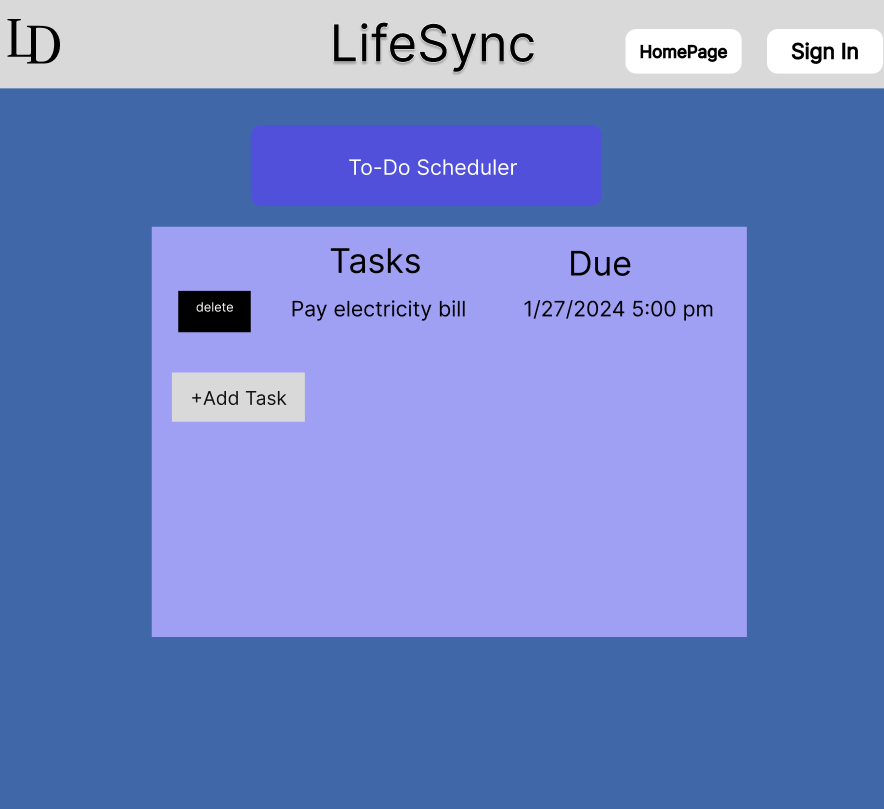 LD
LifeSync
HomePage
Sign In
To-Do Scheduler
Tasks
Due
delete
Pay electricity bill
1/27/2024 5:00 pm
+Add Task